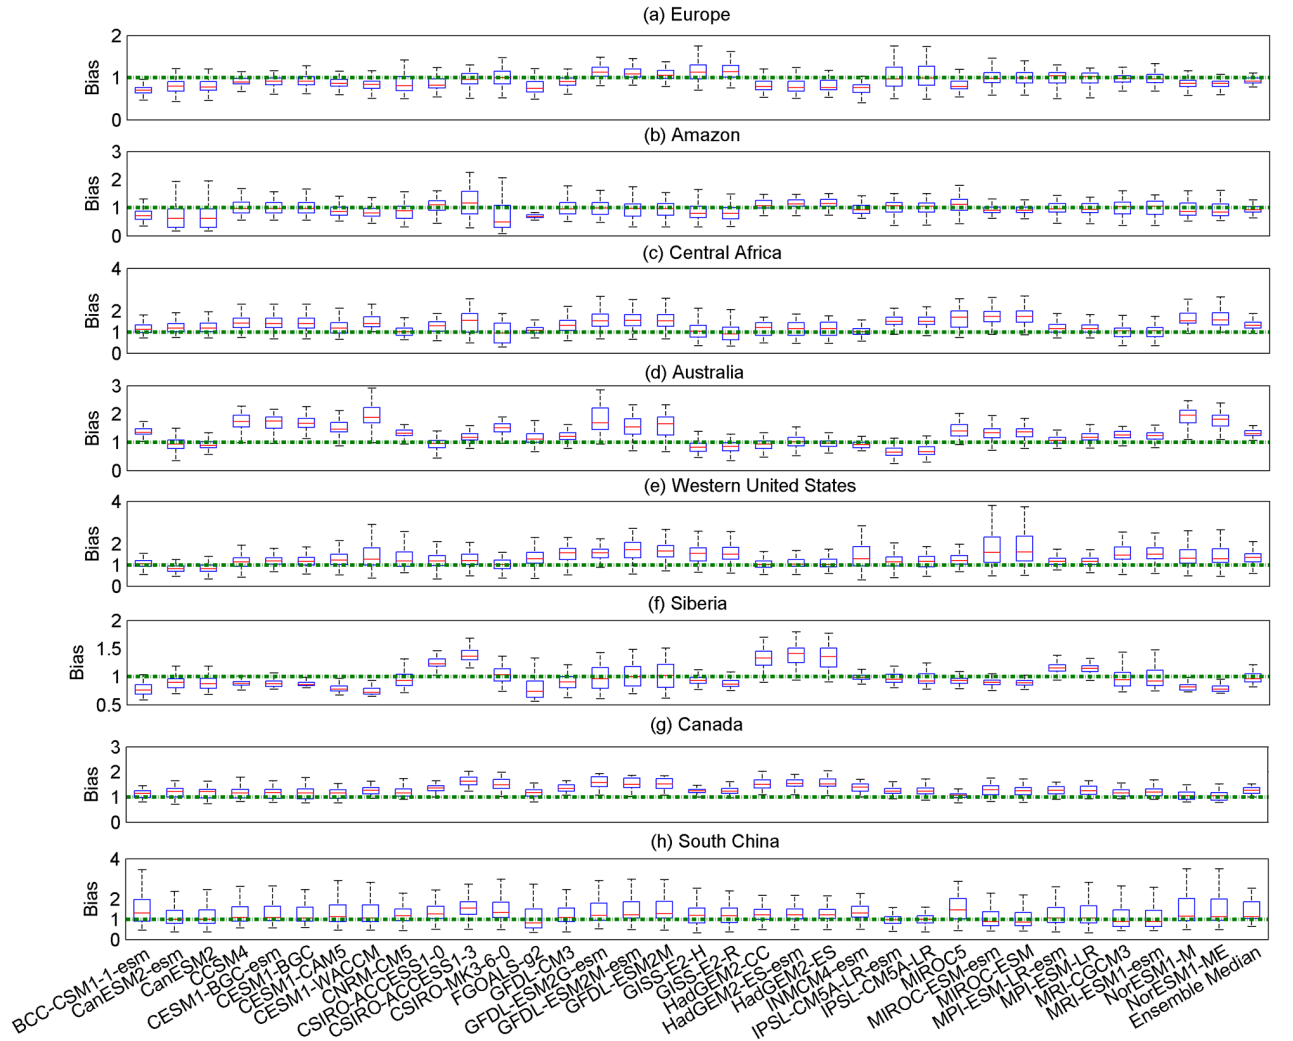 (a) Europe
2
1
0
Bias
(b) Amazon
3
2
1
0
Bias
(c) Central Africa
4
2
1
0
Bias
(d) Australia
3
2
1
0
Bias
(e) Western United States
4
2
1
0
Bias
(f) Siberia
2
1.5
1
0.5
Bias
(g) Canada
3
2
1
0
Bias
(h) South China
4
2
1
0
Bias
BCC-CSM1-1-esm
CanESM2-esm
CanESM2
CCSM4
CESM1-BGC-esm
CESM1-BGC
CESM1-CAM5
CESM1-WACCM
CNRM-CM5
CSIRO-ACCESS1-0
CSIRO-ACCESS1-3
CSIRO-MK3-6-0
FGOALS-g2
GFDL-CM3
GFDL-ESM2G-esm
GFDL-ESM2M-esm
GFDL-ESM2M
GISS-E2-H
GISS-E2-R
HadGEM2-CC
HadGEM2-ES-esm
HadGEM2-ES
INMCM4-esm
IPSL-CM5A-LR-esm
IPSL-CM5A-LR
MIROC5
MIROC-ESM-esm
MIROC-ESM
MPI-ESM-LR-esm
MPI-ESM-LR
MRI-CGCM3
MRI-ESM1-esm
NorESM1-M
NorESM1-ME
Ensemble Median